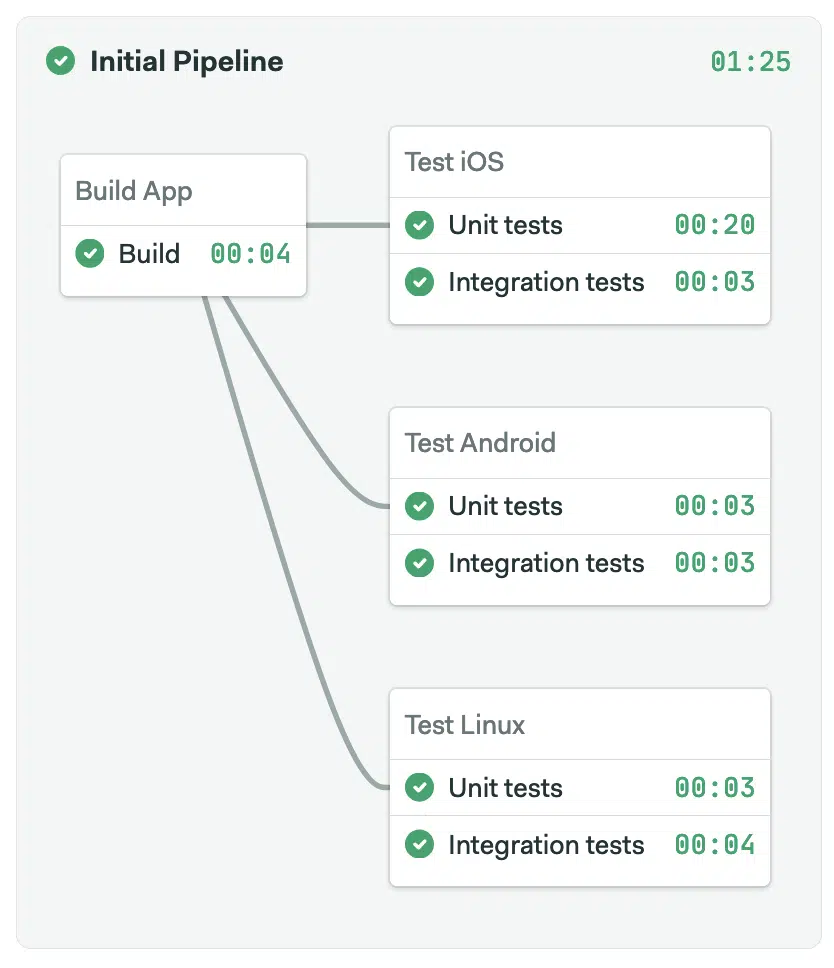 Initial Pipeline 01:25
Build App
Build 00:04
Test iOS
Unit tests 00:20
Integration tests 00:03
Test Android
Unit tests 00:03
Integration tests 00:03
Test Linux
Unit tests 00:03
Integration tests 00:04